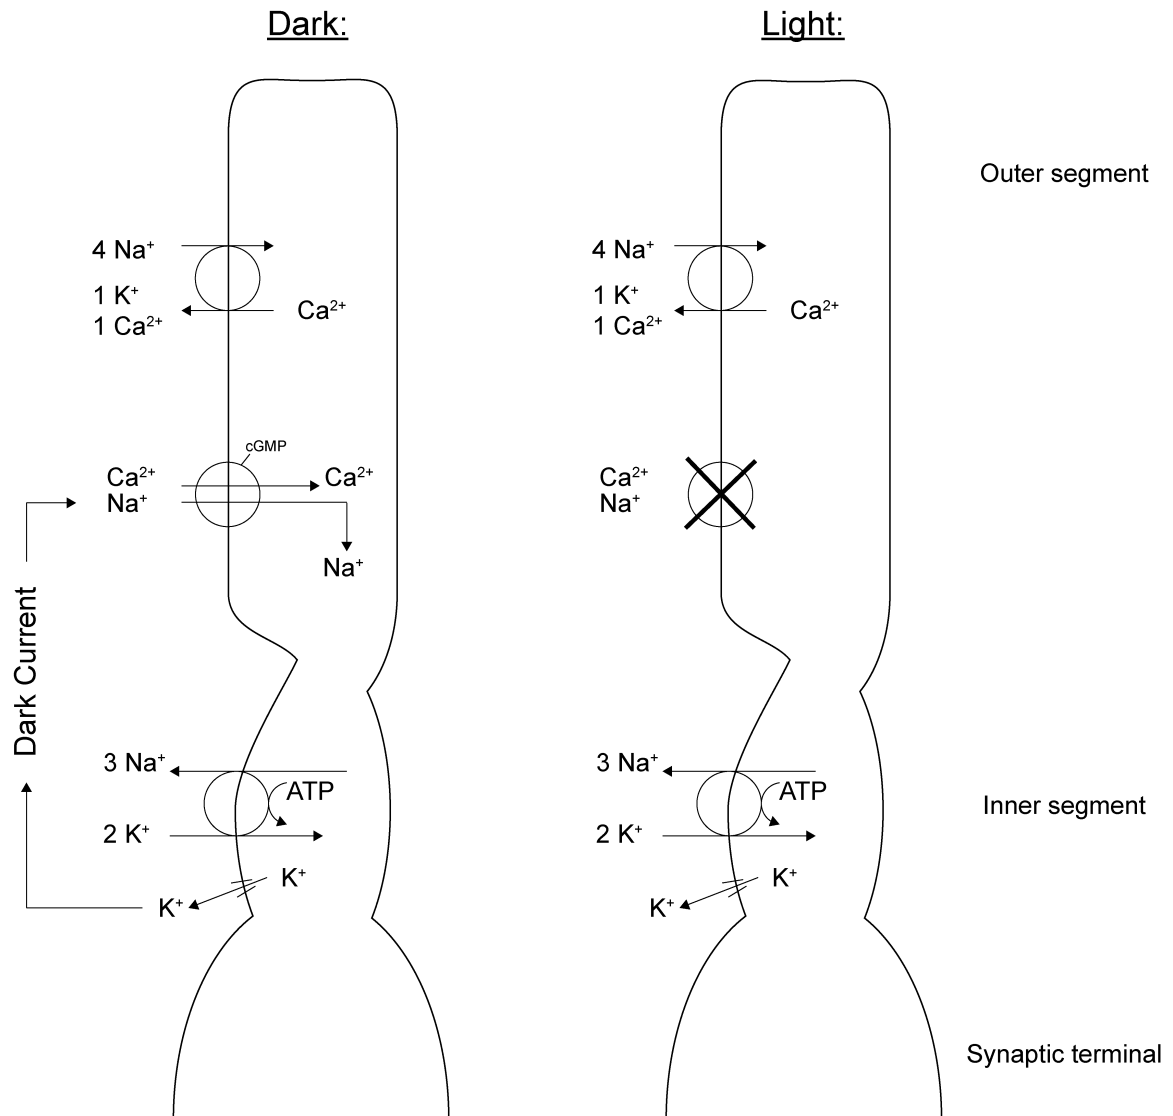 Dark:
Light:
Outer segment
4 Na⁺
1 K⁺
1 Ca²⁺
Ca²⁺
4 Na⁺
1 K⁺
1 Ca²⁺
Ca²⁺
cGMP
Ca²⁺
Na⁺
Ca²⁺
Na⁺
Ca²⁺
Na⁺
Dark Current
3 Na⁺
ATP
2 K⁺
K⁺
K⁺
3 Na⁺
ATP
2 K⁺
K⁺
K⁺
Inner segment
Synaptic terminal